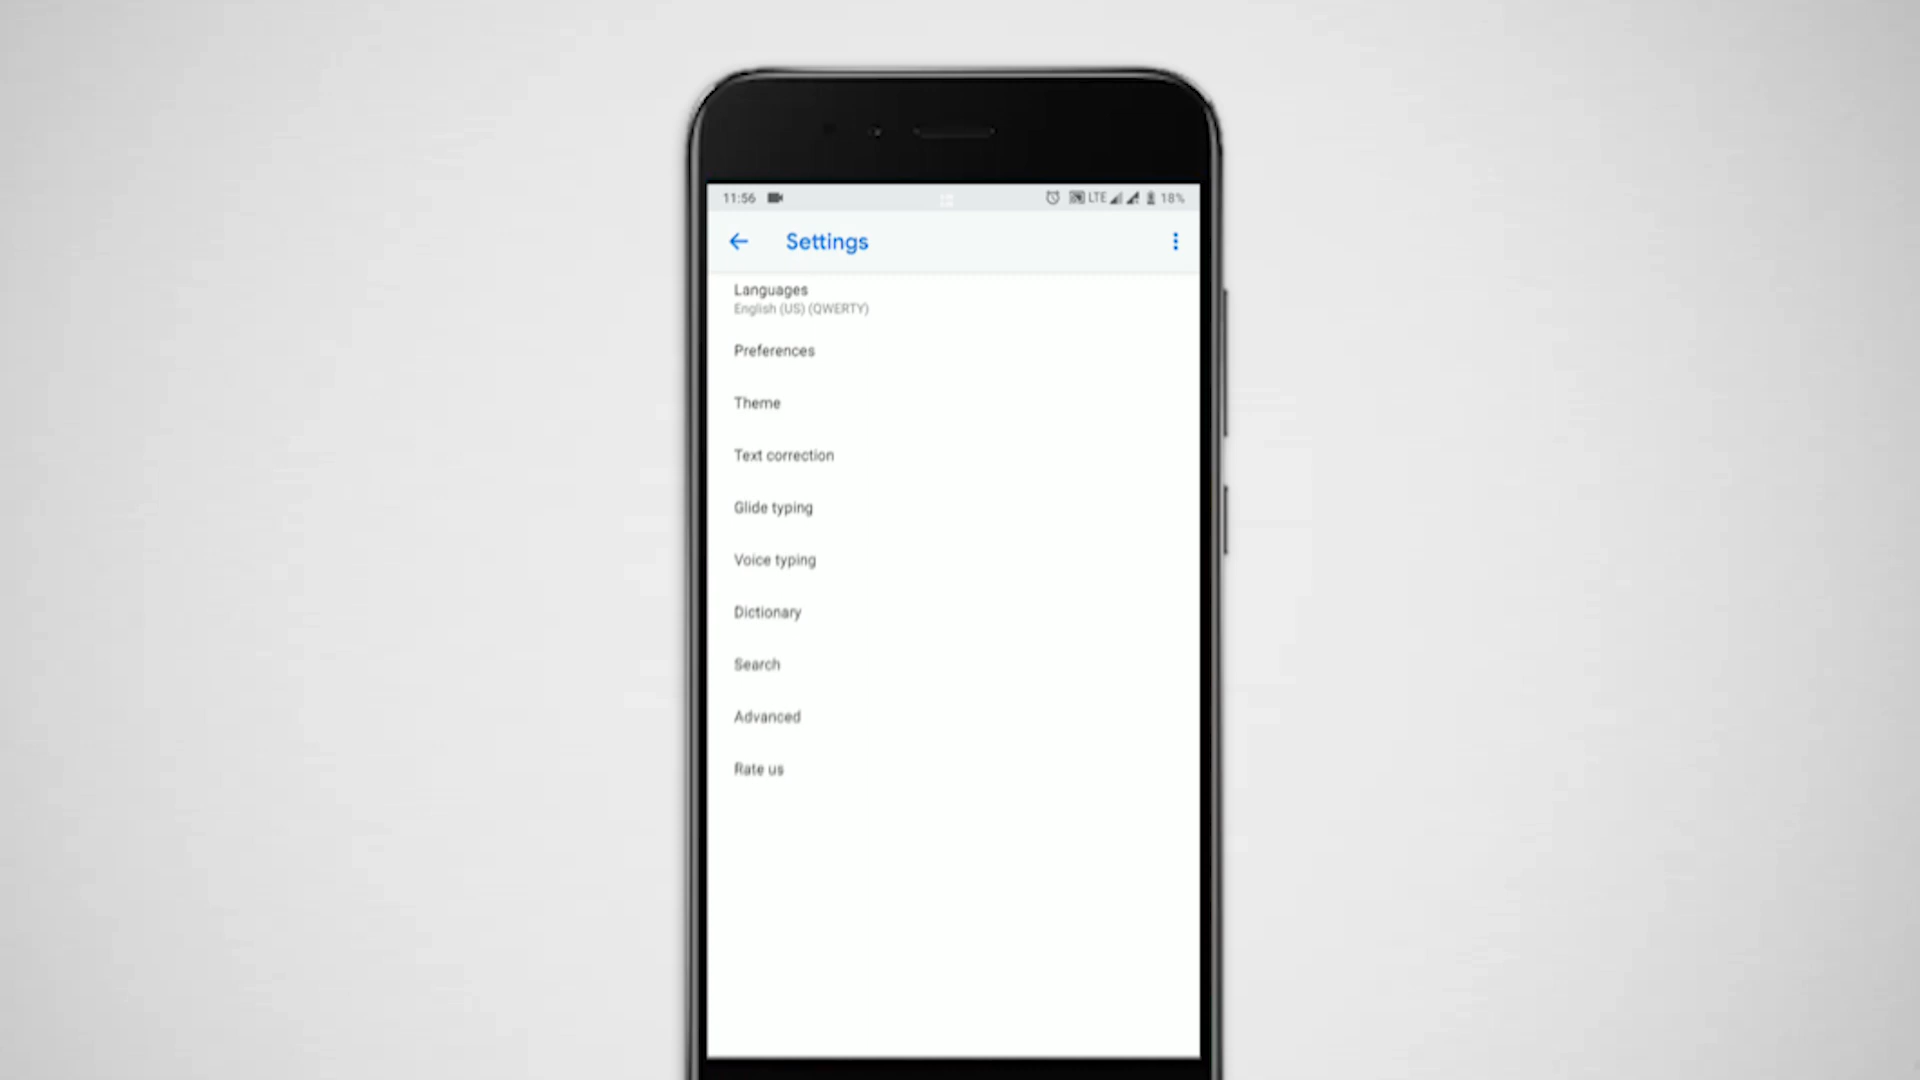 11:56 LTE 18%
Settings
Languages
English (US) (QWERTY)
Preferences
Theme
Text correction
Glide typing
Voice typing
Dictionary
Search
Advanced
Rate us